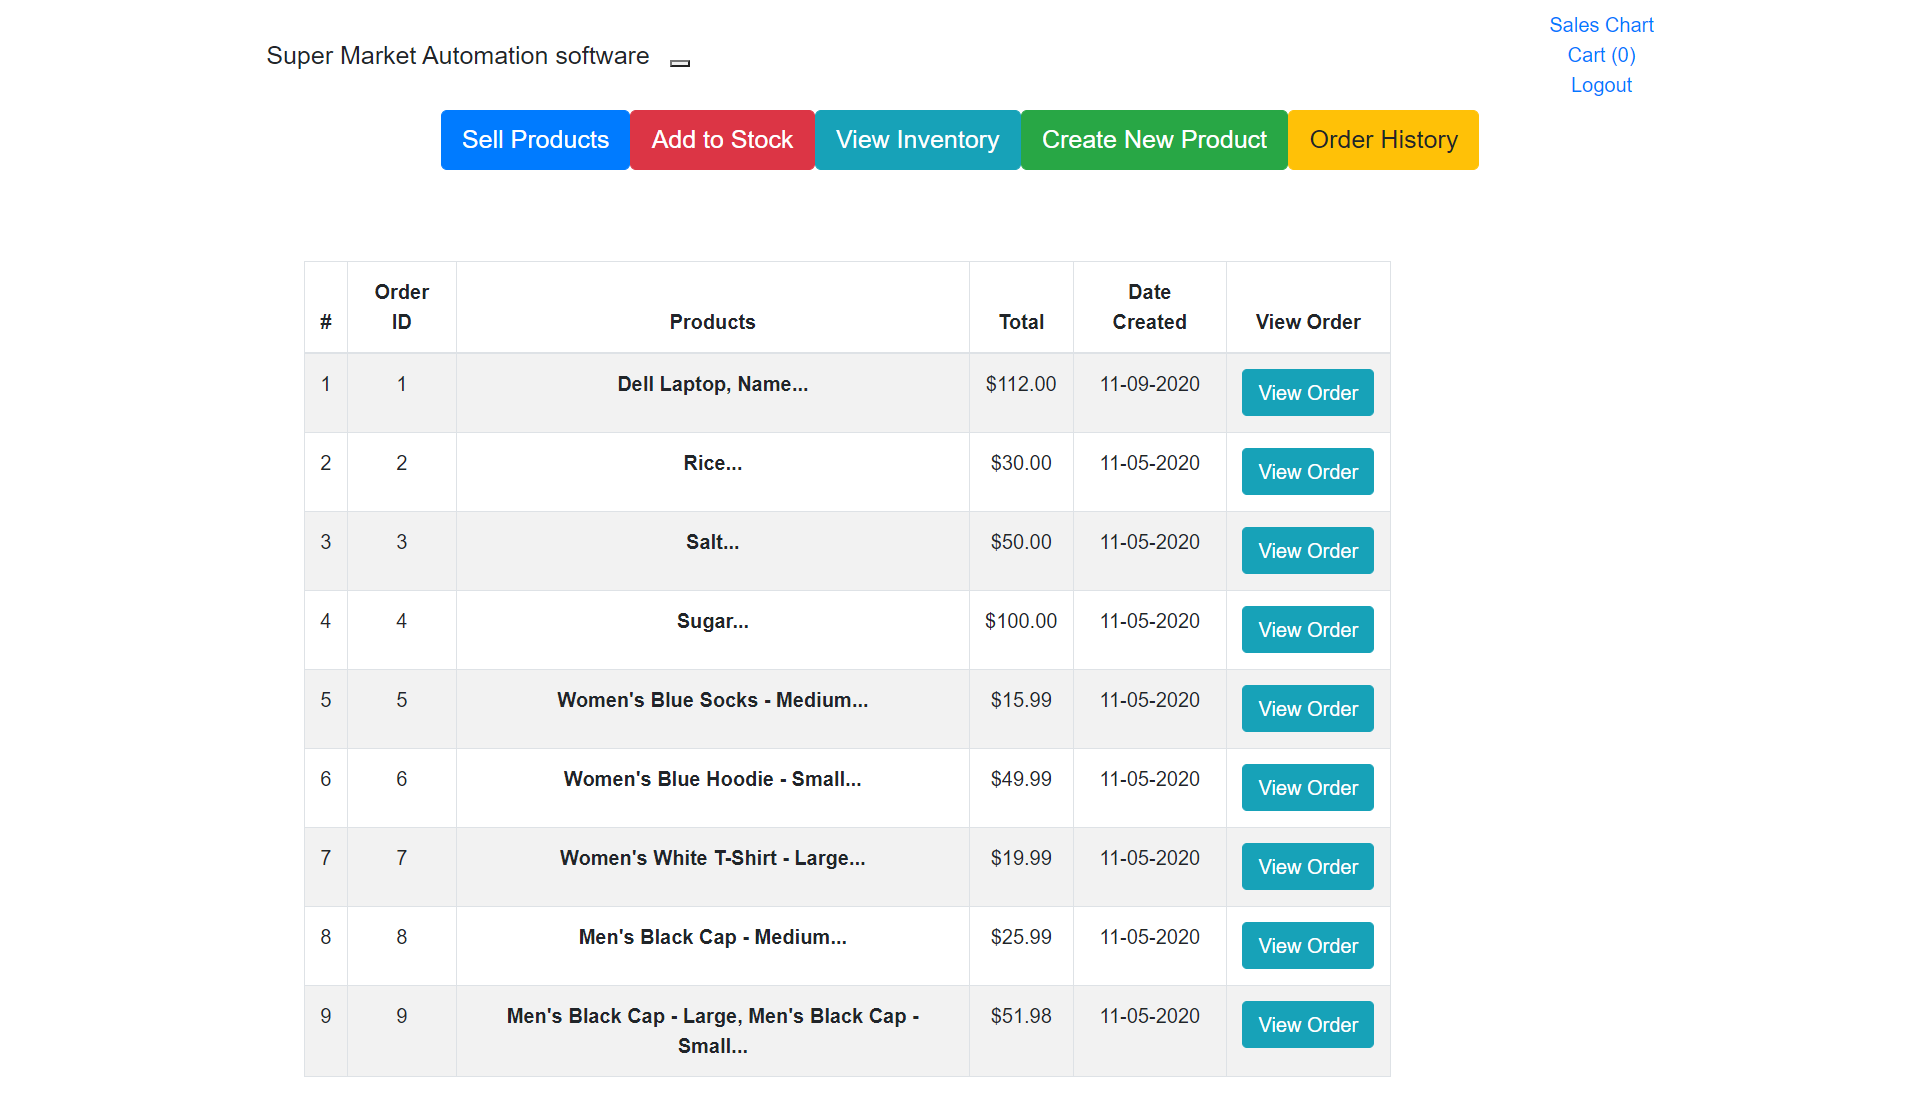 Sales Chart
Super Market Automation software
Cart (0)
Logout
Sell Products Add to Stock View Inventory Create New Product Order History
# Order ID Products Total Date Created View Order
1 1 Dell Laptop, Name... $112.00 11-09-2020 View Order
2 2 Rice... $30.00 11-05-2020 View Order
3 3 Salt... $50.00 11-05-2020 View Order
4 4 Sugar... $100.00 11-05-2020 View Order
5 5 Women's Blue Socks - Medium... $15.99 11-05-2020 View Order
6 6 Women's Blue Hoodie - Small... $49.99 11-05-2020 View Order
7 7 Women's White T-Shirt - Large... $19.99 11-05-2020 View Order
8 8 Men's Black Cap - Medium... $25.99 11-05-2020 View Order
9 9 Men's Black Cap - Large, Men's Black Cap - $51.98 11-05-2020 View Order
Small...